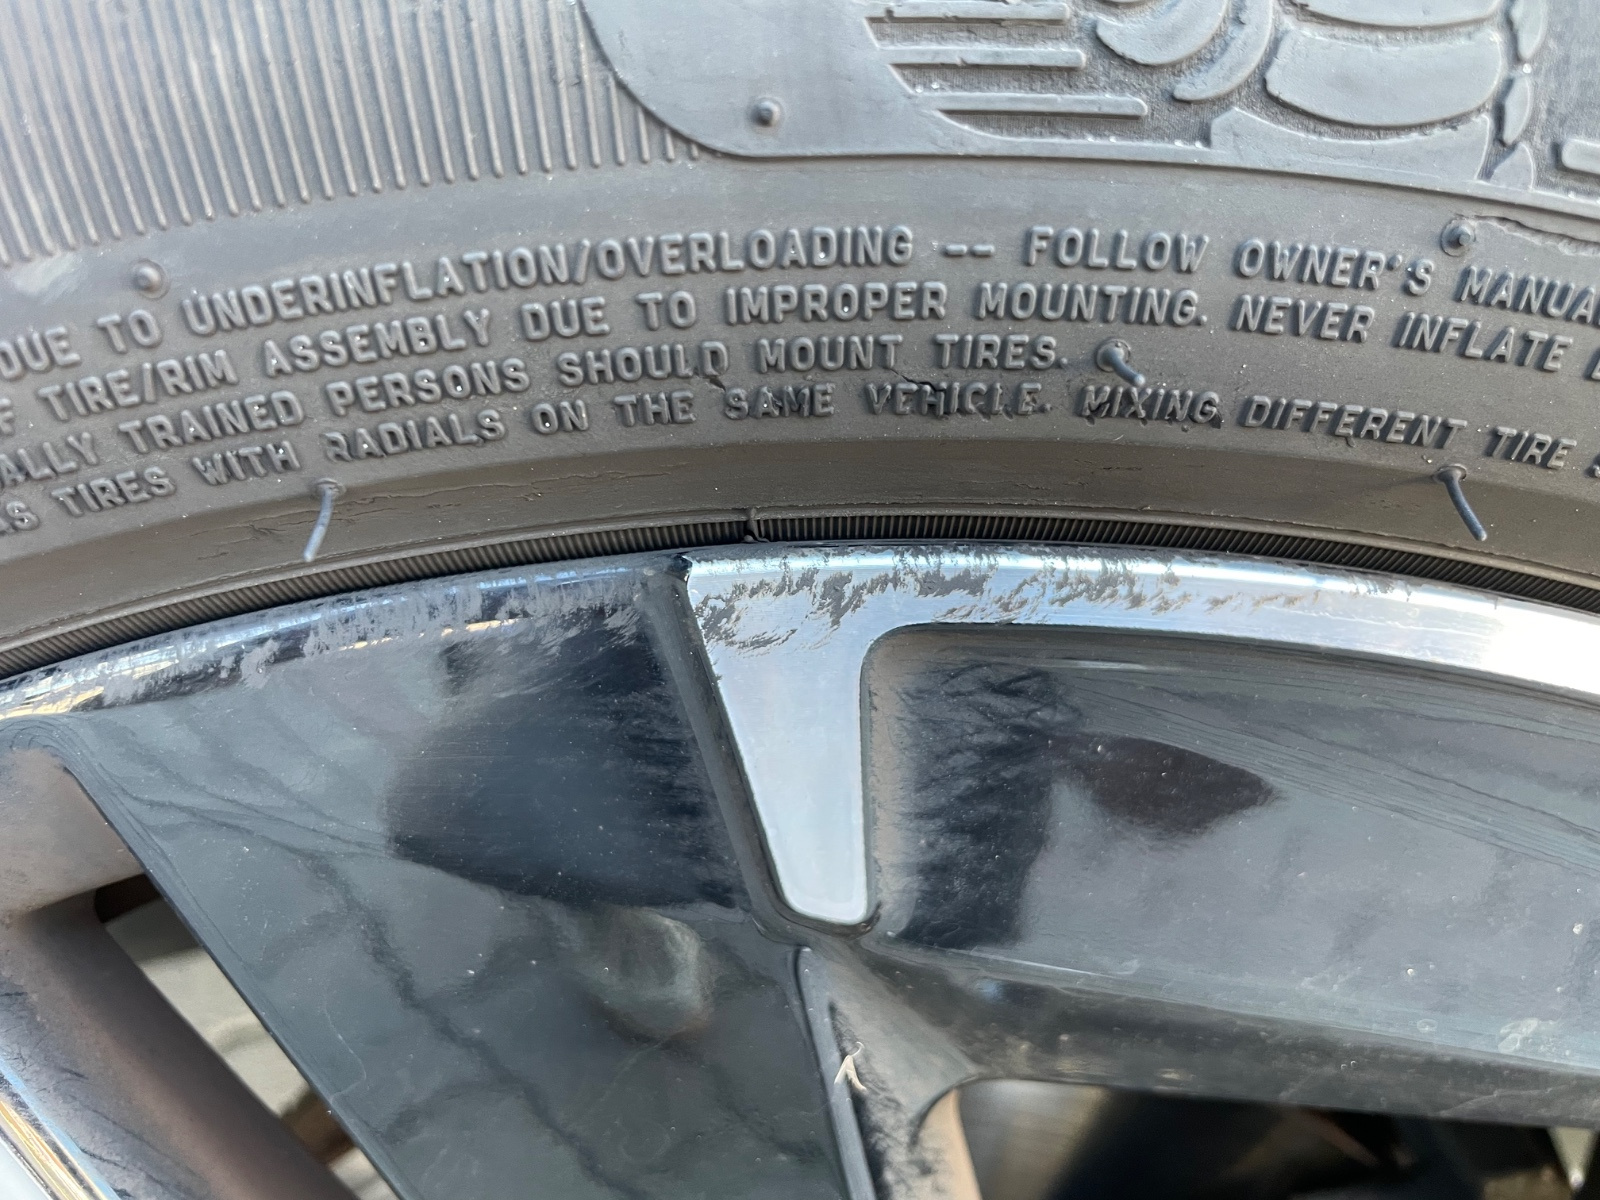 DUE TO UNDERINFLATION/OVERLOADING -- FOLLOW OWNER'S MANUAL
TIRE/RIM ASSEMBLY DUE TO IMPROPER MOUNTING. NEVER INFLATE
ALLY TRAINED PERSONS SHOULD MOUNT TIRES.
TIRES WITH RADIALS ON THE SAME VEHICLE. MIXING DIFFERENT TIRE